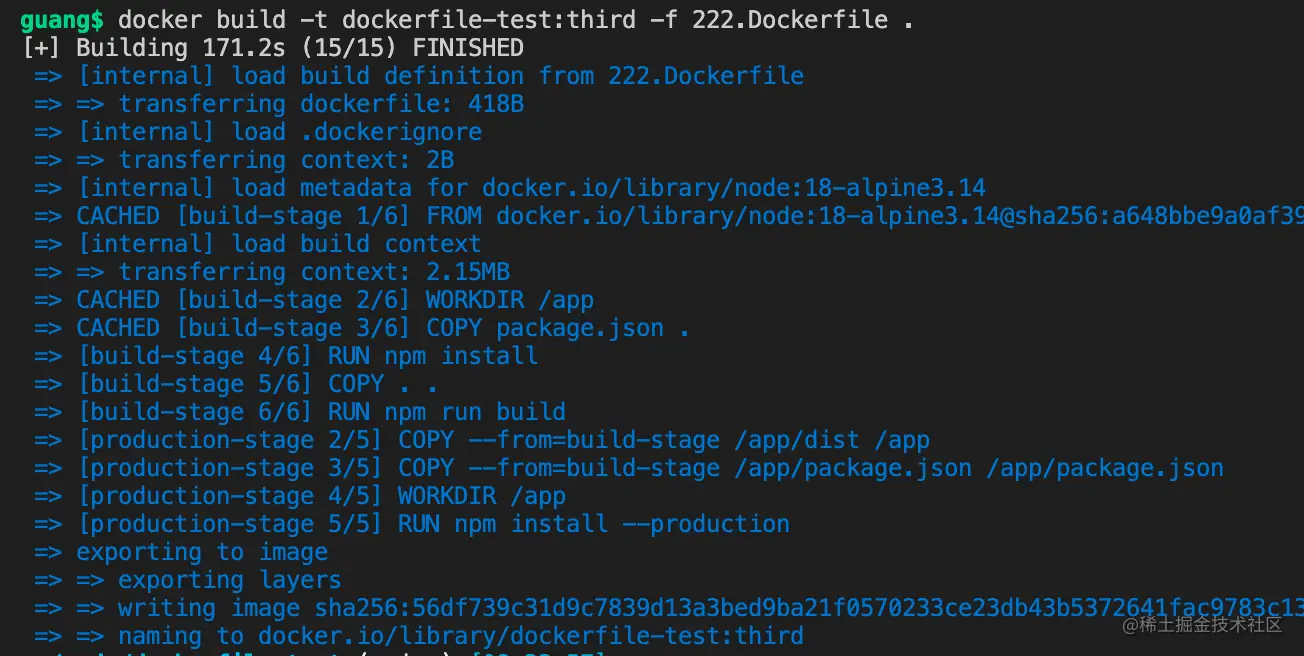 guang$ docker build -t dockerfile-test:third -f 222.Dockerfile .
[+] Building 171.2s (15/15) FINISHED
=> [internal] load build definition from 222.Dockerfile
=> => transferring dockerfile: 418B
=> [internal] load .dockerignore
=> => transferring context: 2B
=> [internal] load metadata for docker.io/library/node:18-alpine3.14
=> CACHED [build-stage 1/6] FROM docker.io/library/node:18-alpine3.14@sha256:a648bbe9a0af39
=> [internal] load build context
=> => transferring context: 2.15MB
=> CACHED [build-stage 2/6] WORKDIR /app
=> CACHED [build-stage 3/6] COPY package.json .
=> [build-stage 4/6] RUN npm install
=> [build-stage 5/6] COPY . .
=> [build-stage 6/6] RUN npm run build
=> [production-stage 2/5] COPY --from=build-stage /app/dist /app
=> [production-stage 3/5] COPY --from=build-stage /app/package.json /app/package.json
=> [production-stage 4/5] WORKDIR /app
=> [production-stage 5/5] RUN npm install --production
=> exporting to image
=> => exporting layers
=> => writing image sha256:56df739c31d9c7839d13a3bed9ba21f0570233ce23db43b5372641fac9783c13
=> => naming to docker.io/library/dockerfile-test:third
@稀土掘金技术社区